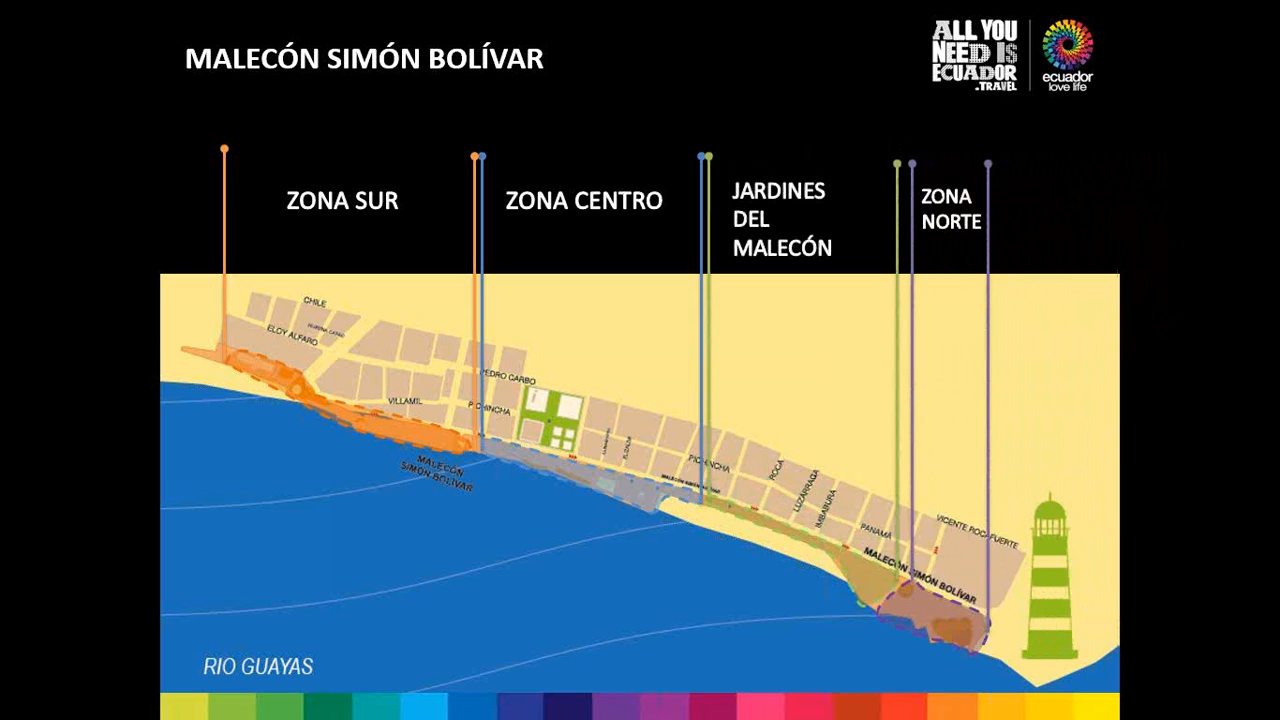 MALECÓN SIMÓN BOLÍVAR
ALL YOU
NEED IS
ECUADOR
.TRAVEL
ecuador
love life
ZONA SUR
ZONA CENTRO
JARDINES
DEL
MALECÓN
ZONA
NORTE
CHILE
ELOY ALFARO
PEDRO CARBO
VILLAMIL
PICHINCHA
MALECÓN
SIMÓN BOLÍVAR
PICHINCHA
ROCA
LUZÁRRAGA
IMBABURA
PANAMÁ
VICENTE ROCAFUERTE
MALECÓN SIMÓN BOLÍVAR
RIO GUAYAS